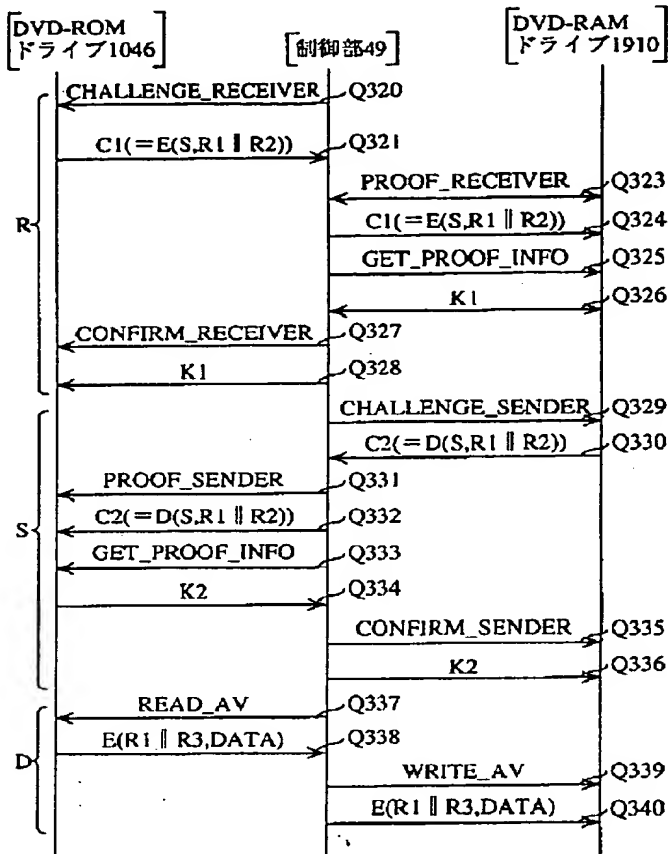 DVD-ROM
ドライブ1046
制御部49
DVD-RAM
ドライブ1910
CHALLENGE_RECEIVER
Q320
C1(=E(S,R1 ∥ R2))
Q321
PROOF_RECEIVER
Q323
C1(=E(S,R1 ∥ R2))
Q324
GET_PROOF_INFO
Q325
K1
Q326
R
CONFIRM_RECEIVER
Q327
K1
Q328
CHALLENGE_SENDER
Q329
C2(=D(S,R1 ∥ R2))
Q330
PROOF_SENDER
Q331
C2(=D(S,R1 ∥ R2))
Q332
S
GET_PROOF_INFO
Q333
K2
Q334
CONFIRM_SENDER
Q335
K2
Q336
READ_AV
Q337
E(R1 ∥ R3,DATA)
Q338
D
WRITE_AV
Q339
E(R1 ∥ R3,DATA)
Q340